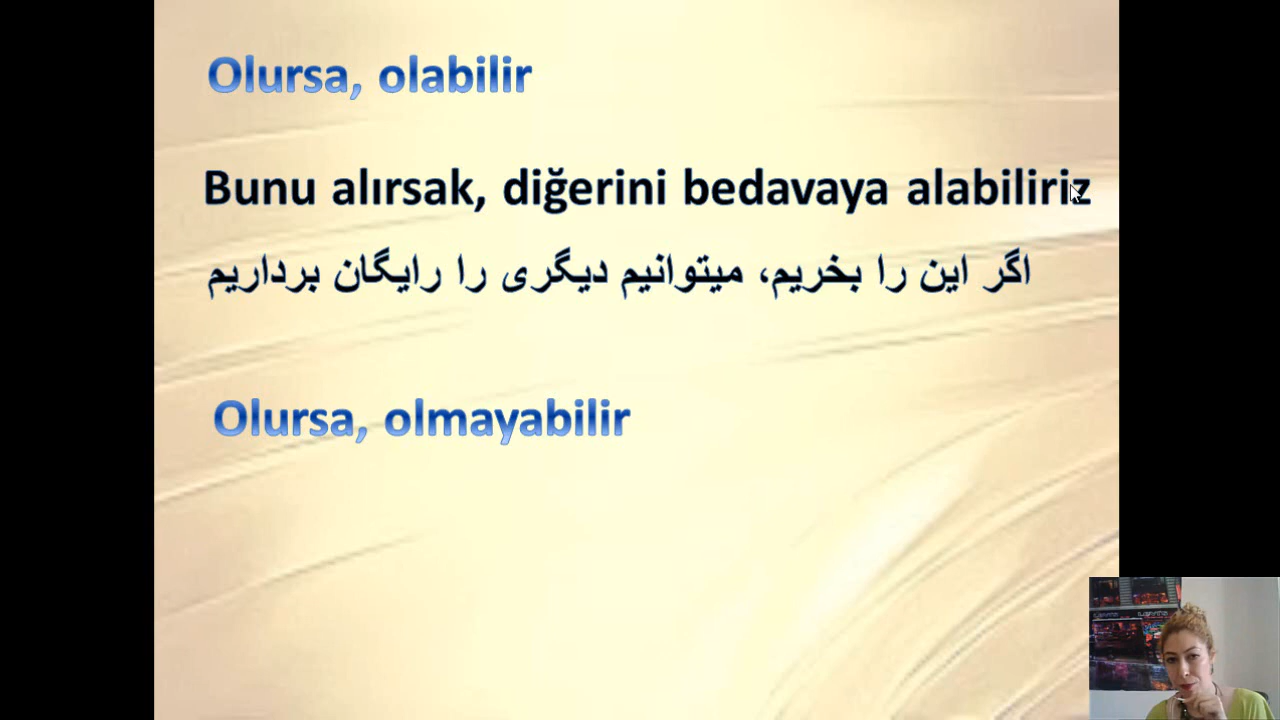 Olursa, olabilir
Bunu alırsak, diğerini bedavaya alabiliriz
اگر این را بخریم، میتوانیم دیگری را رایگان برداریم
Olursa, olmayabilir